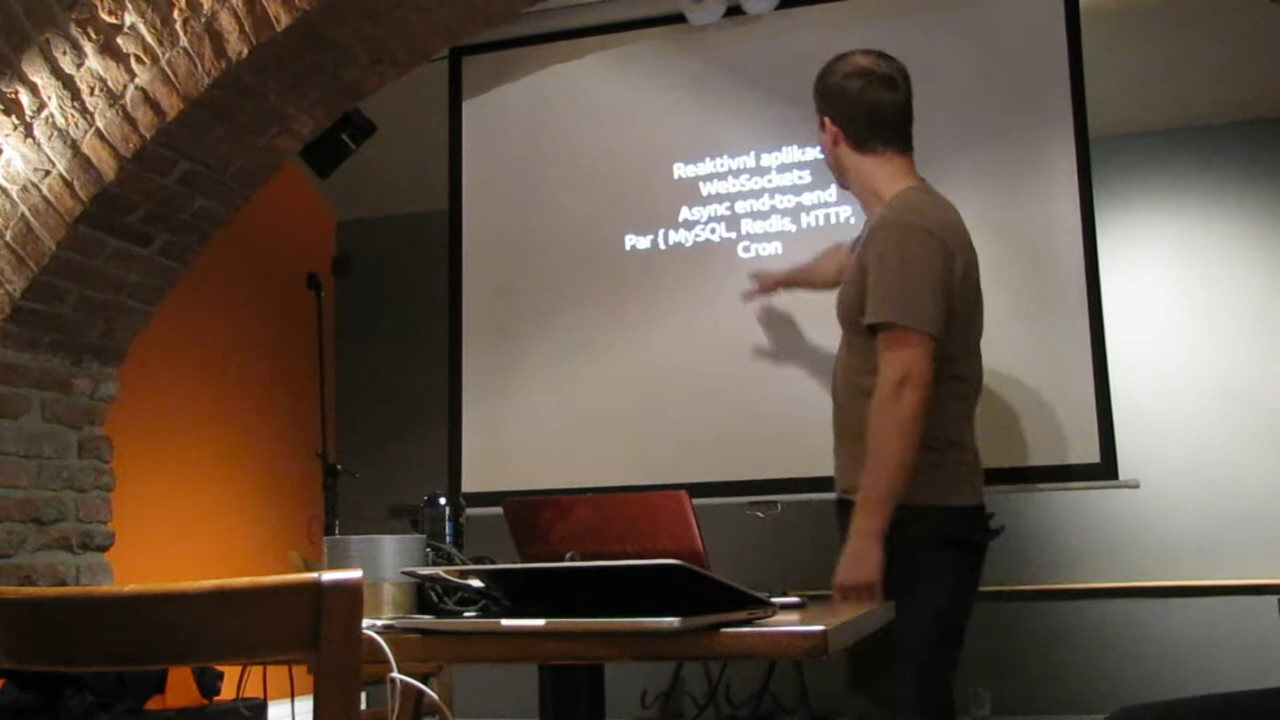 Reaktivní aplikac
WebSockets
Async end-to-end
Par { MySQL, Redis, HTTP,
Cron